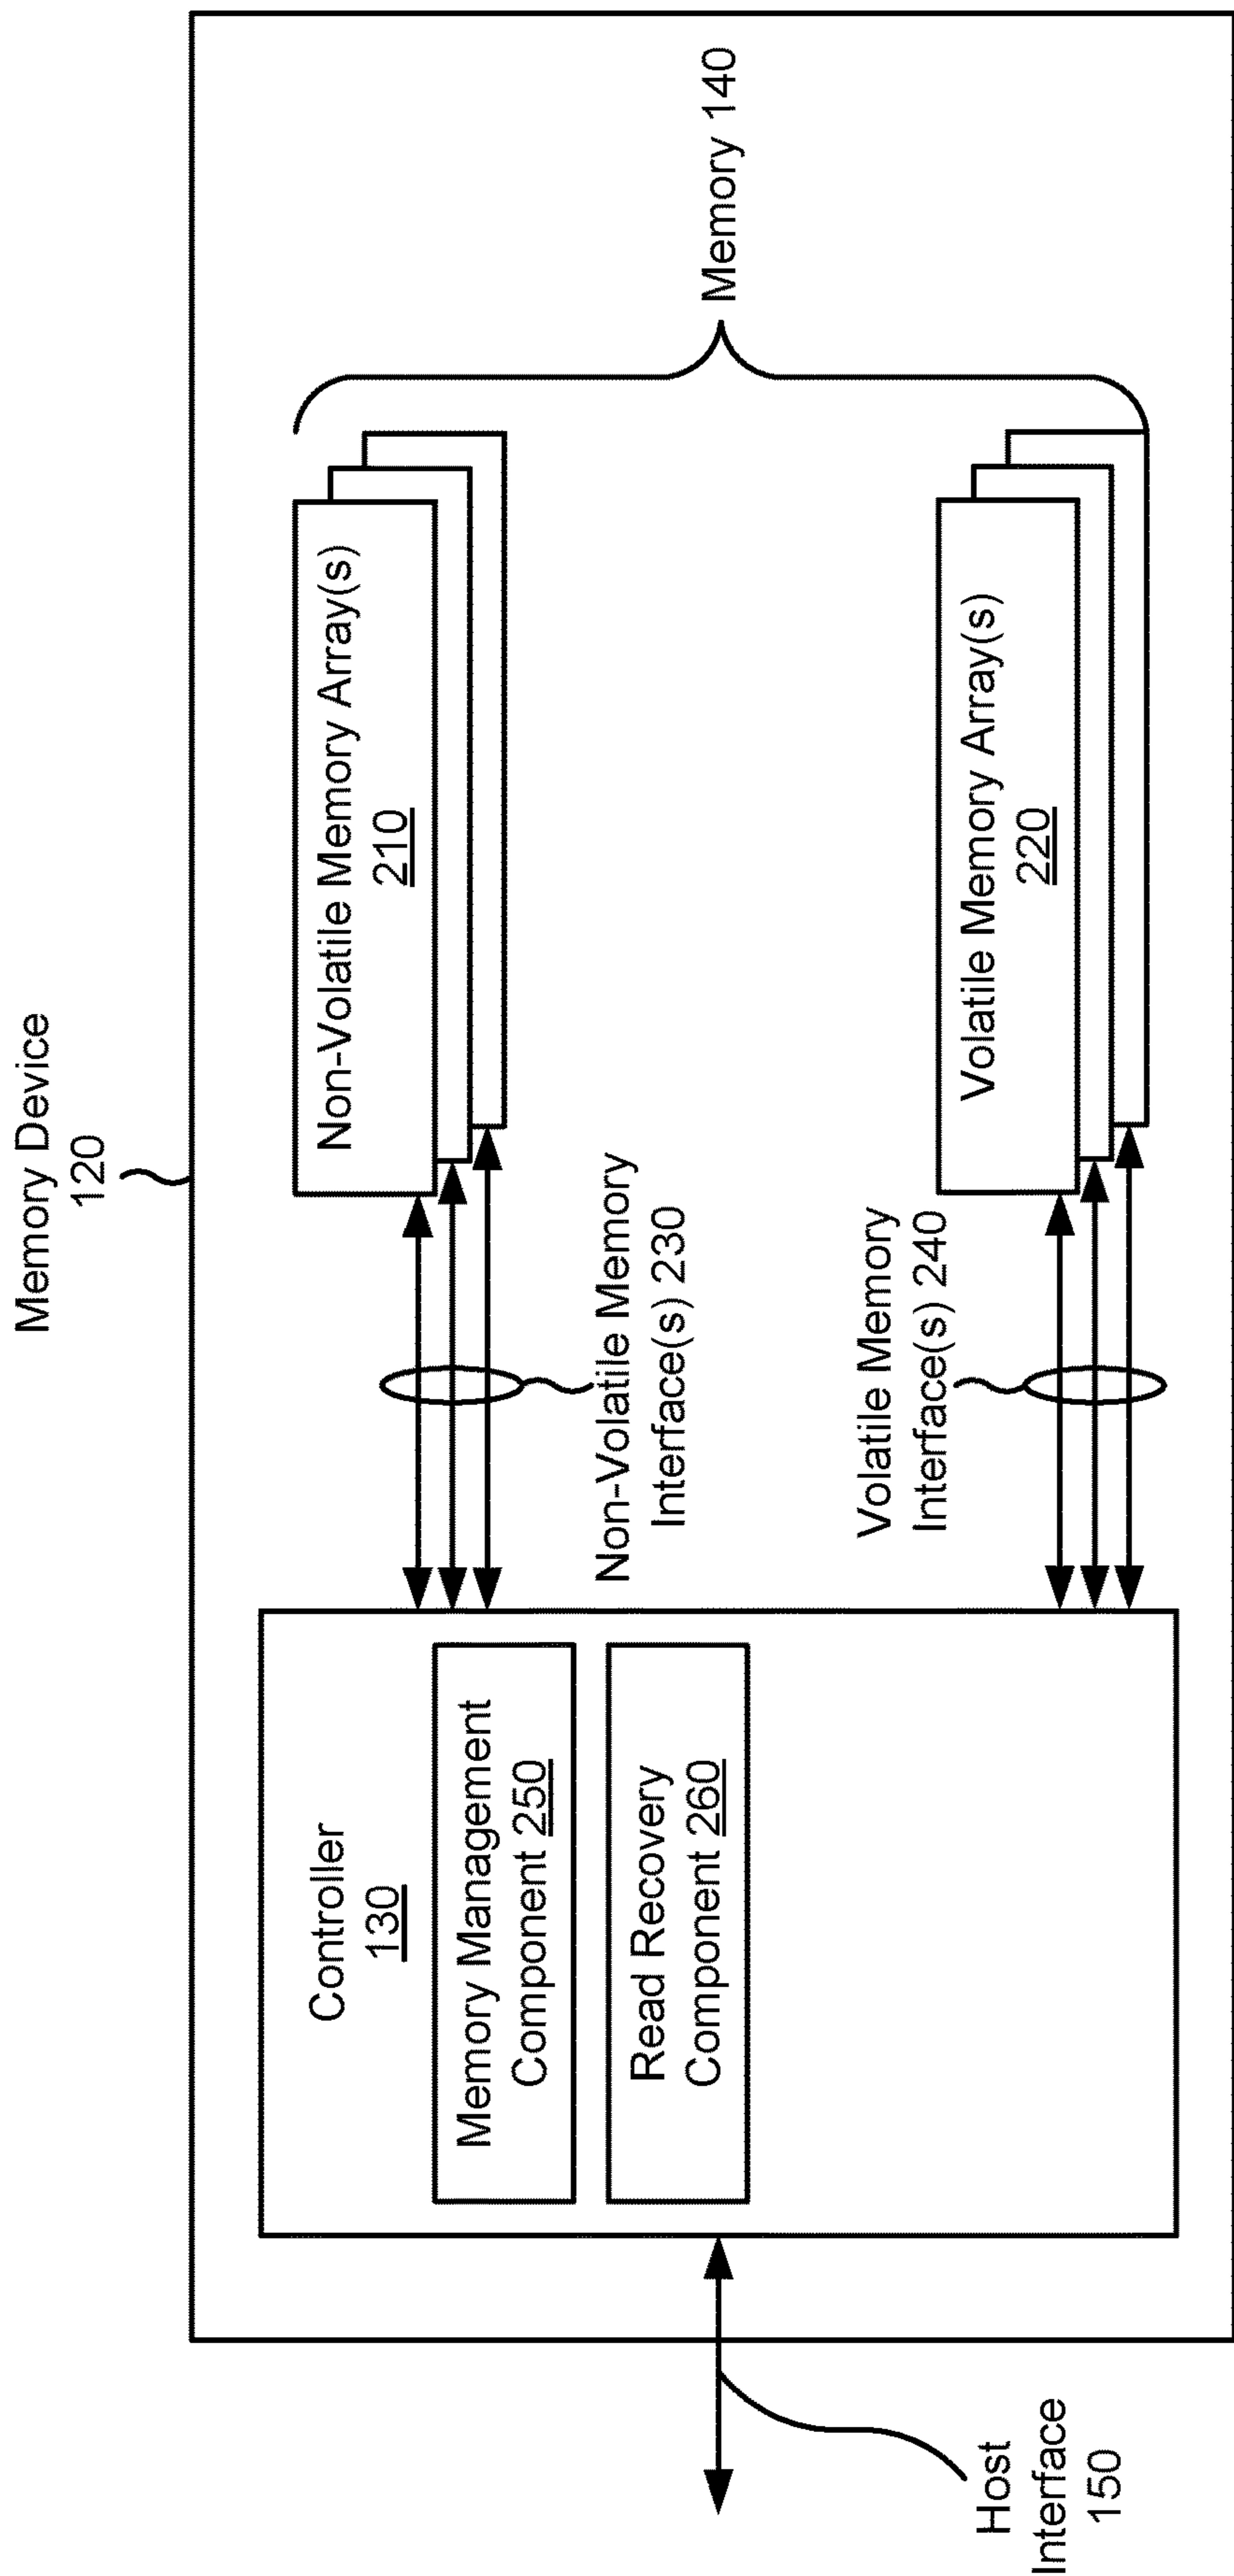 Memory Device
120
Controller
130
Memory Management
Component 250
Read Recovery
Component 260
Host
Interface
150
Non-Volatile Memory Array(s)
210
Non-Volatile Memory
Interface(s) 230
Volatile Memory
Interface(s) 240
Volatile Memory Array(s)
220
Memory 140